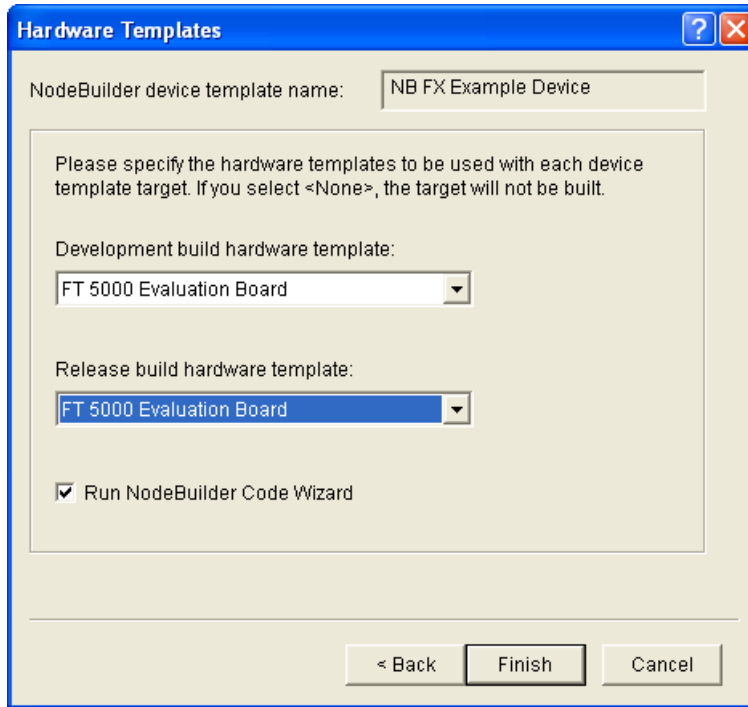 Hardware Templates
NodeBuilder device template name:
NB FX Example Device
Please specify the hardware templates to be used with each device
template target. If you select <None>, the target will not be built.
Development build hardware template:
FT 5000 Evaluation Board
Release build hardware template:
FT 5000 Evaluation Board
Run NodeBuilder Code Wizard
< Back
Finish
Cancel